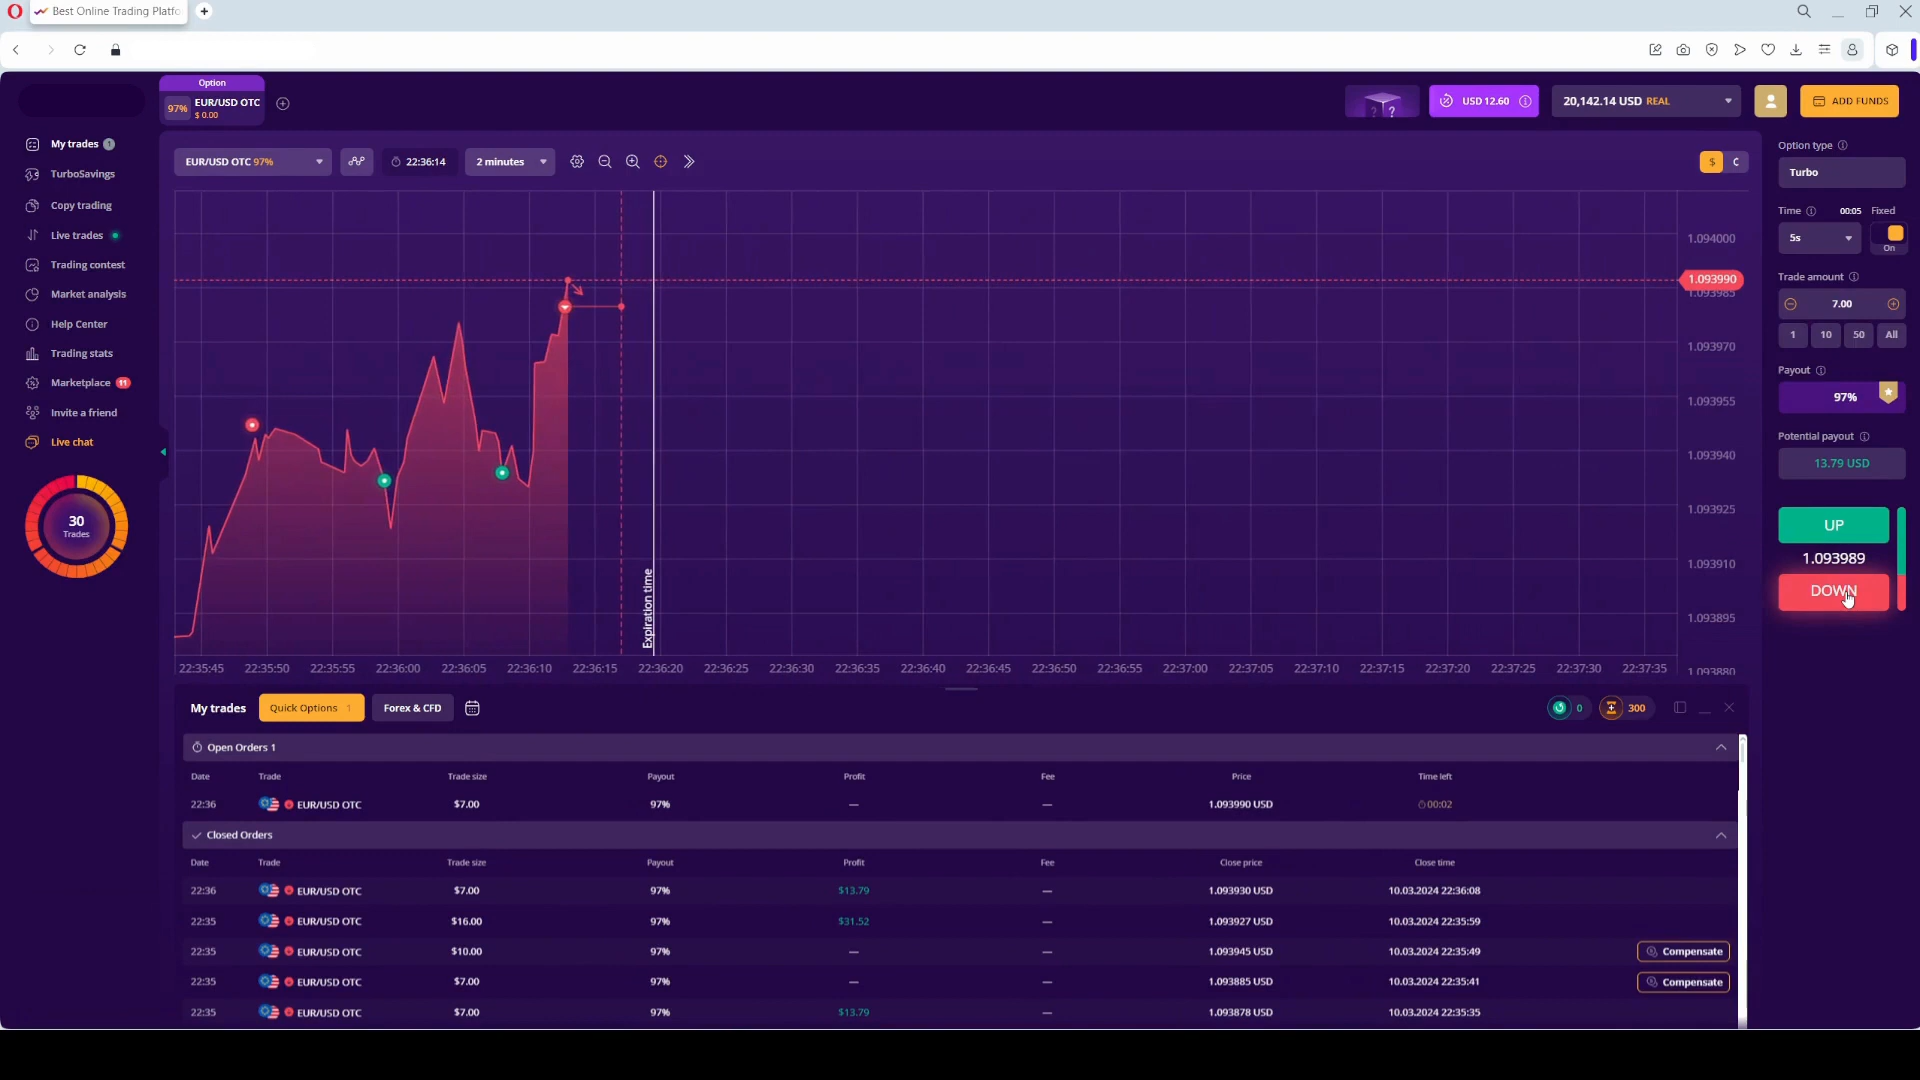 Best Online Trading Platfo
Option
97% EUR/USD OTC
$ 0.00
USD 12.60
20,142.14 USD REAL
ADD FUNDS
My trades 1
TurboSavings
Copy trading
Live trades
Trading contest
Market analysis
Help Center
Trading stats
Marketplace 11
Invite a friend
Live chat
30
Trades
EUR/USD OTC 97%
22:36:14
2 minutes
$ C
1.094000
1.093990
1.093985
1.093970
1.093955
1.093940
1.093925
1.093910
1.093895
1.093880
Expiration time
22:35:45 22:35:50 22:35:55 22:36:00 22:36:05 22:36:10 22:36:15 22:36:20 22:36:25 22:36:30 22:36:35 22:36:40 22:36:45 22:36:50 22:36:55 22:37:00 22:37:05 22:37:10 22:37:15 22:37:20 22:37:25 22:37:30 22:37:35
Option type
Turbo
Time 00:05 Fixed
5s
On
Trade amount
7.00
1 10 50 All
Payout
97%
Potential payout
13.79 USD
UP
1.093989
DOWN
My trades Quick Options 1 Forex & CFD 0 300
Open Orders 1
Date Trade Trade size Payout Profit Fee Price Time left
22:36 EUR/USD OTC $7.00 97% — — 1.093990 USD 00:02
Closed Orders
Date Trade Trade size Payout Profit Fee Close price Close time
22:36 EUR/USD OTC $7.00 97% $13.79 — 1.093930 USD 10.03.2024 22:36:08
22:35 EUR/USD OTC $16.00 97% $31.52 — 1.093927 USD 10.03.2024 22:35:59
22:35 EUR/USD OTC $10.00 97% — — 1.093945 USD 10.03.2024 22:35:49 Compensate
22:35 EUR/USD OTC $7.00 97% — — 1.093885 USD 10.03.2024 22:35:41 Compensate
22:35 EUR/USD OTC $7.00 97% $13.79 — 1.093878 USD 10.03.2024 22:35:35